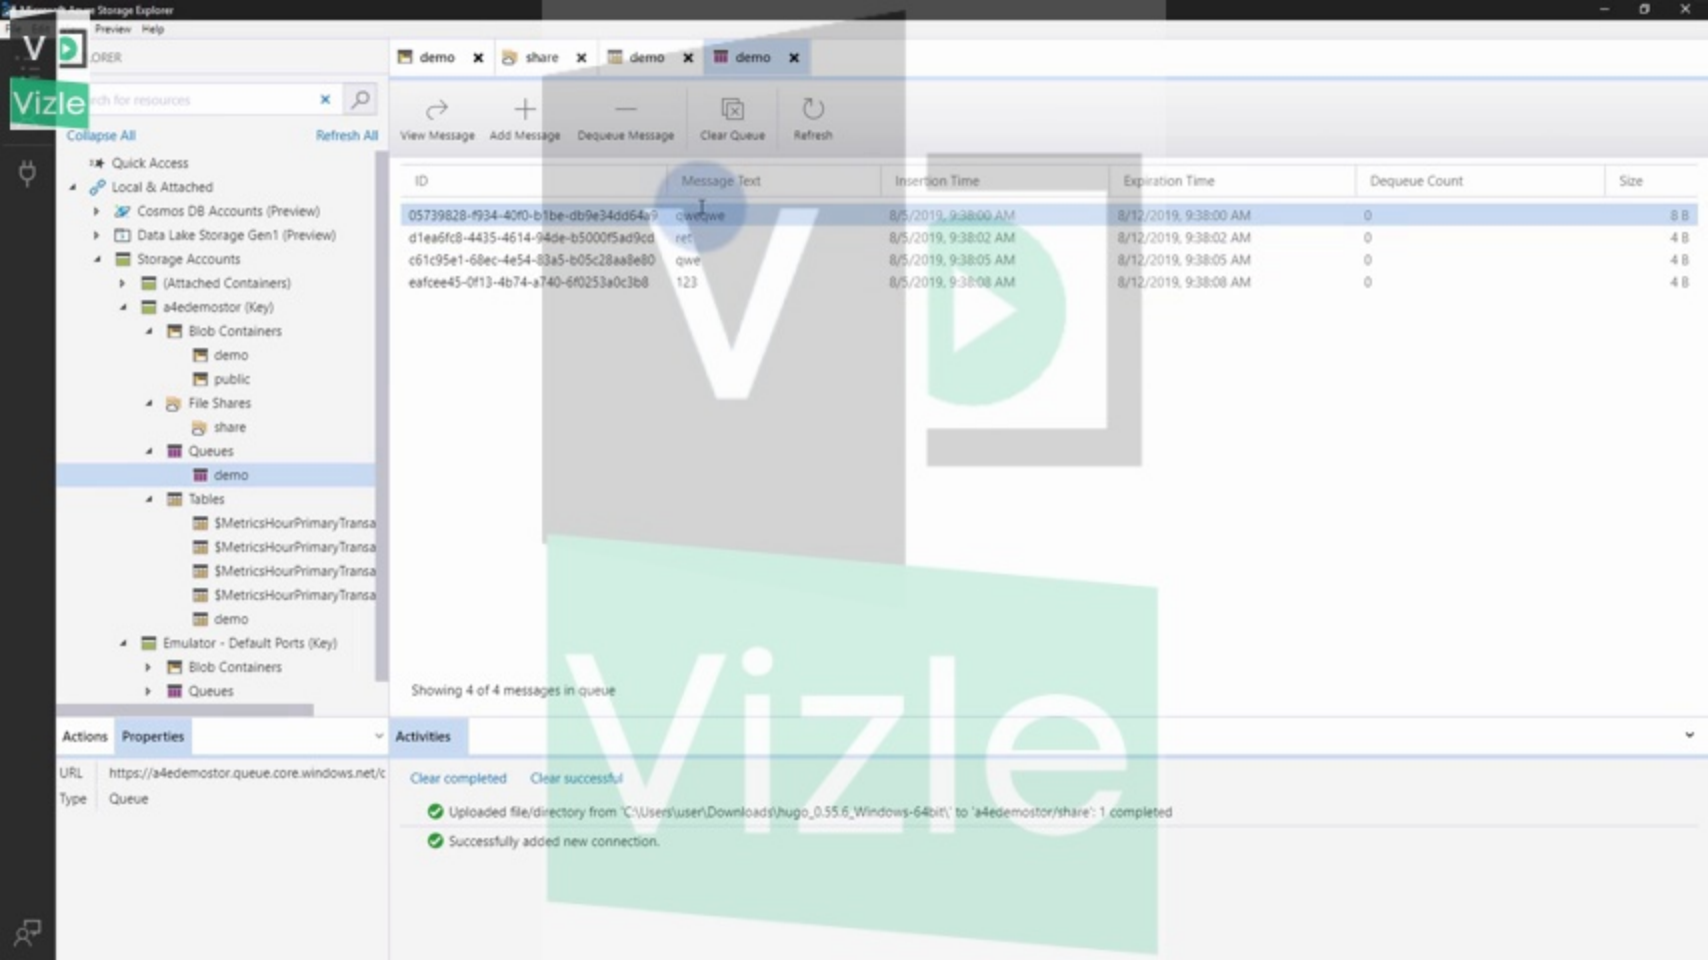 Microsoft Azure Storage Explorer
Preview Help
V
Vizle
ORER
demo
share
demo
demo
ch for resources
Collapse All Refresh All
View Message
Add Message
Dequeue Message
Clear Queue
Refresh
Quick Access
Local & Attached
Cosmos DB Accounts (Preview)
Data Lake Storage Gen1 (Preview)
Storage Accounts
(Attached Containers)
a4edemostor (Key)
Blob Containers
demo
public
File Shares
share
Queues
demo
Tables
$MetricsHourPrimaryTransa
$MetricsHourPrimaryTransa
$MetricsHourPrimaryTransa
$MetricsHourPrimaryTransa
demo
Emulator - Default Ports (Key)
Blob Containers
Queues
ID Message Text Insertion Time Expiration Time Dequeue Count Size
05739828-f934-40f0-b1be-db9e34dd64a9 qweqwe 8/5/2019, 9:38:00 AM 8/12/2019, 9:38:00 AM 0 8 B
d1ea6fc8-4435-4614-94de-b5000f5ad9cd ret 8/5/2019, 9:38:02 AM 8/12/2019, 9:38:02 AM 0 4 B
c61c95e1-68ec-4e54-83a5-b05c28aa8e80 qwe 8/5/2019, 9:38:05 AM 8/12/2019, 9:38:05 AM 0 4 B
eafcee45-0f13-4b74-a740-6f0253a0c3b8 123 8/5/2019, 9:38:08 AM 8/12/2019, 9:38:08 AM 0 4 B
V
Vizle
Showing 4 of 4 messages in queue
Actions Properties
URL https://a4edemostor.queue.core.windows.net/c
Type Queue
Activities
Clear completed Clear successful
Uploaded file/directory from 'C:\Users\user\Downloads\hugo_0.55.6_Windows-64bit\' to 'a4edemostor/share': 1 completed
Successfully added new connection.